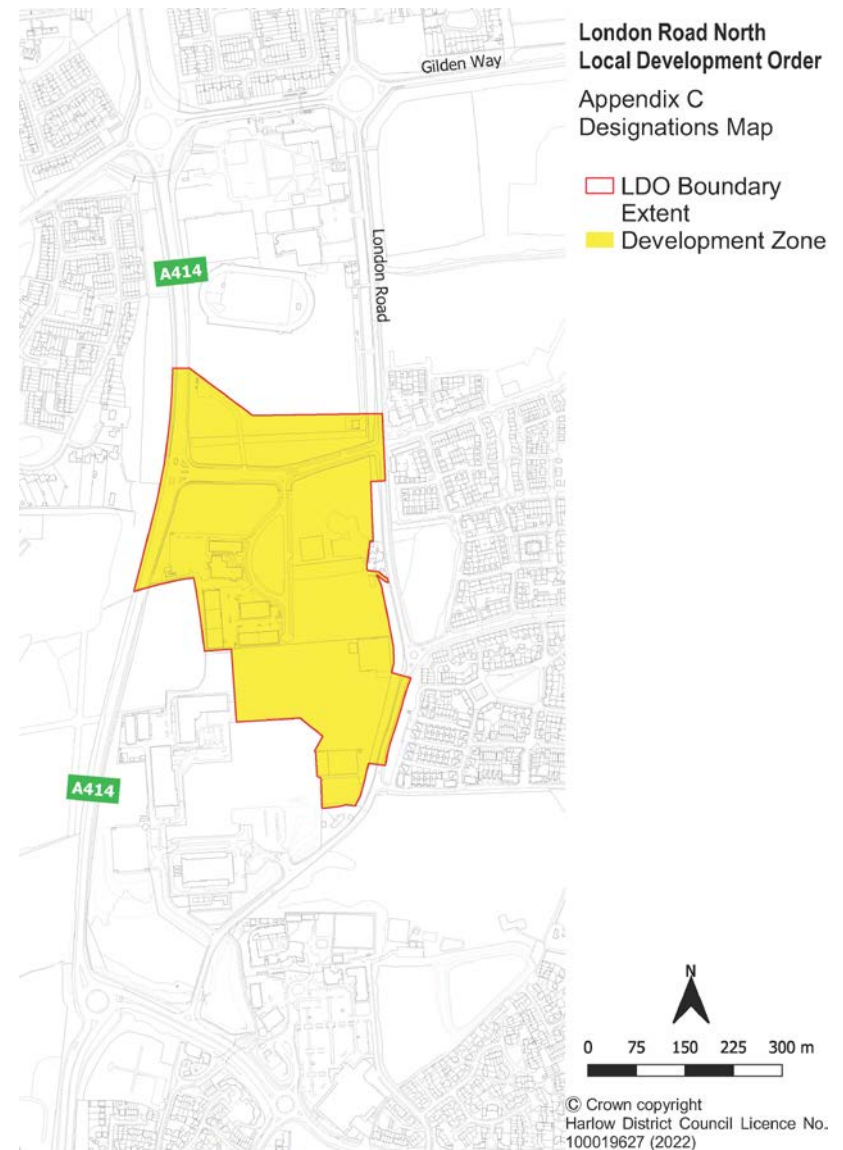 London Road North
Local Development Order
Appendix C
Designations Map
LDO Boundary
Extent
Development Zone
Gilden Way
London Road
A414
A414
N
0 75 150 225 300 m
© Crown copyright
Harlow District Council Licence No.
100019627 (2022)